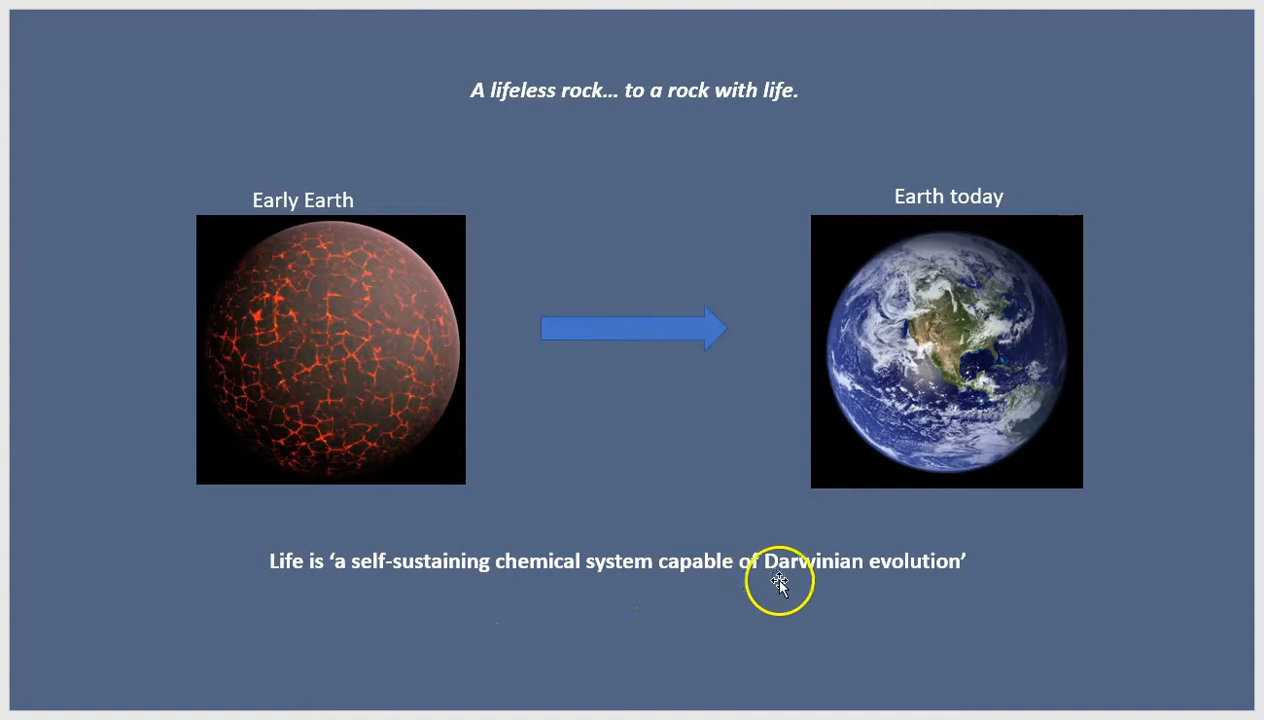 A lifeless rock… to a rock with life.
Early Earth
Earth today
Life is ‘a self-sustaining chemical system capable of Darwinian evolution’